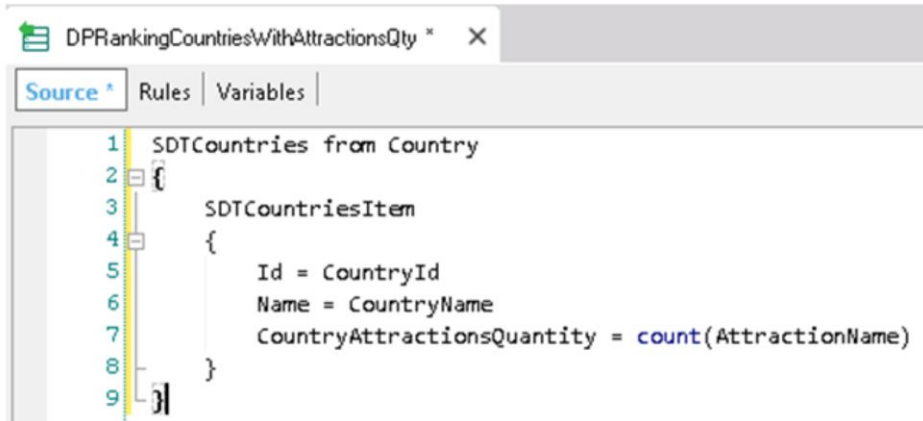 DPRankingCountriesWithAttractionsQty * ×
Source * Rules Variables
1 SDTCountries from Country
2 {
3 SDTCountriesItem
4 {
5 Id = CountryId
6 Name = CountryName
7 CountryAttractionsQuantity = count(AttractionName)
8 }
9 }